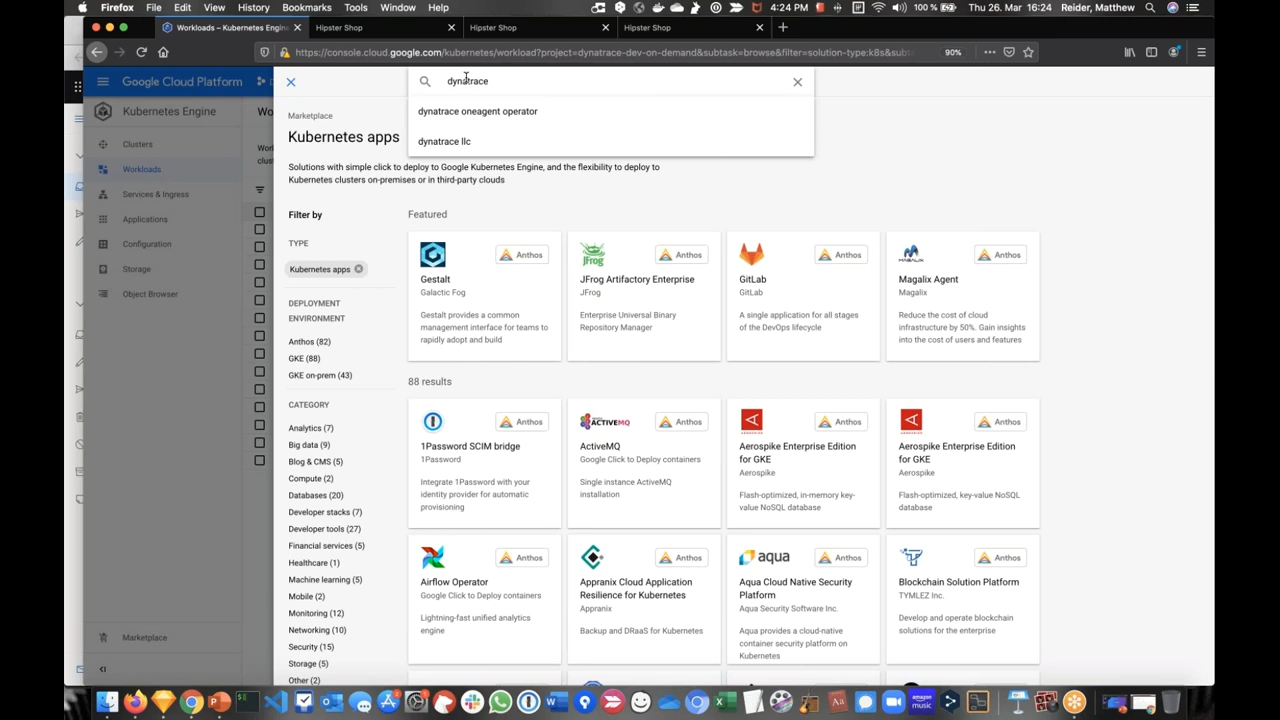 Firefox File Edit View History Bookmarks Tools Window Help
4:24 PM 100 % Thu 26. Mar 16:24 Reider, Matthew
Workloads – Kubernetes Engine
Hipster Shop
Hipster Shop
Hipster Shop
https://console.cloud.google.com/kubernetes/workload?project=dynatrace-dev-on-demand&subtask=browse&filter=solution-type:k8s&subt
90%
Google Cloud Platform
Kubernetes Engine
Clusters
Workloads
Services & Ingress
Applications
Configuration
Storage
Object Browser
Marketplace
Wo
Work
clust
dynatrace
dynatrace oneagent operator
dynatrace llc
Marketplace
Kubernetes apps
Solutions with simple click to deploy to Google Kubernetes Engine, and the flexibility to deploy to
Kubernetes clusters on-premises or in third-party clouds
Filter by
TYPE
Kubernetes apps
DEPLOYMENT
ENVIRONMENT
Anthos (82)
GKE (88)
GKE on-prem (43)
CATEGORY
Analytics (7)
Big data (9)
Blog & CMS (5)
Compute (2)
Databases (20)
Developer stacks (7)
Developer tools (27)
Financial services (5)
Healthcare (1)
Machine learning (5)
Mobile (2)
Monitoring (12)
Networking (10)
Security (15)
Storage (5)
Other (2)
Featured
Anthos
Gestalt
Galactic Fog
Gestalt provides a common
management interface for teams to
rapidly adopt and build
JFrog
Anthos
JFrog Artifactory Enterprise
JFrog
Enterprise Universal Binary
Repository Manager
Anthos
GitLab
GitLab
A single application for all stages
of the DevOps lifecycle
MAGALIX
Anthos
Magalix Agent
Magalix
Reduce the cost of cloud
infrastructure by 50%. Gain insights
into the cost of users and features
88 results
Anthos
1Password SCIM bridge
1Password
Integrate 1Password with your
identity provider for automatic
provisioning
ACTIVEMQ
Anthos
ActiveMQ
Google Click to Deploy containers
Single instance ActiveMQ
installation
Anthos
Aerospike Enterprise Edition
for GKE
Aerospike
Flash-optimized, in-memory key-
value NoSQL database
Anthos
Aerospike Enterprise Edition
for GKE
Aerospike
Flash-optimized, key-value NoSQL
database
Anthos
Airflow Operator
Google Click to Deploy containers
Lightning-fast unified analytics
engine
Anthos
Appranix Cloud Application
Resilience for Kubernetes
Appranix
Backup and DRaaS for Kubernetes
aqua
Anthos
Aqua Cloud Native Security
Platform
Aqua Security Software Inc.
Aqua provides a cloud-native
container security platform on
Kubernetes
Anthos
Blockchain Solution Platform
TYMLEZ Inc.
Develop and operate blockchain
solutions for the enterprise
amazon
music